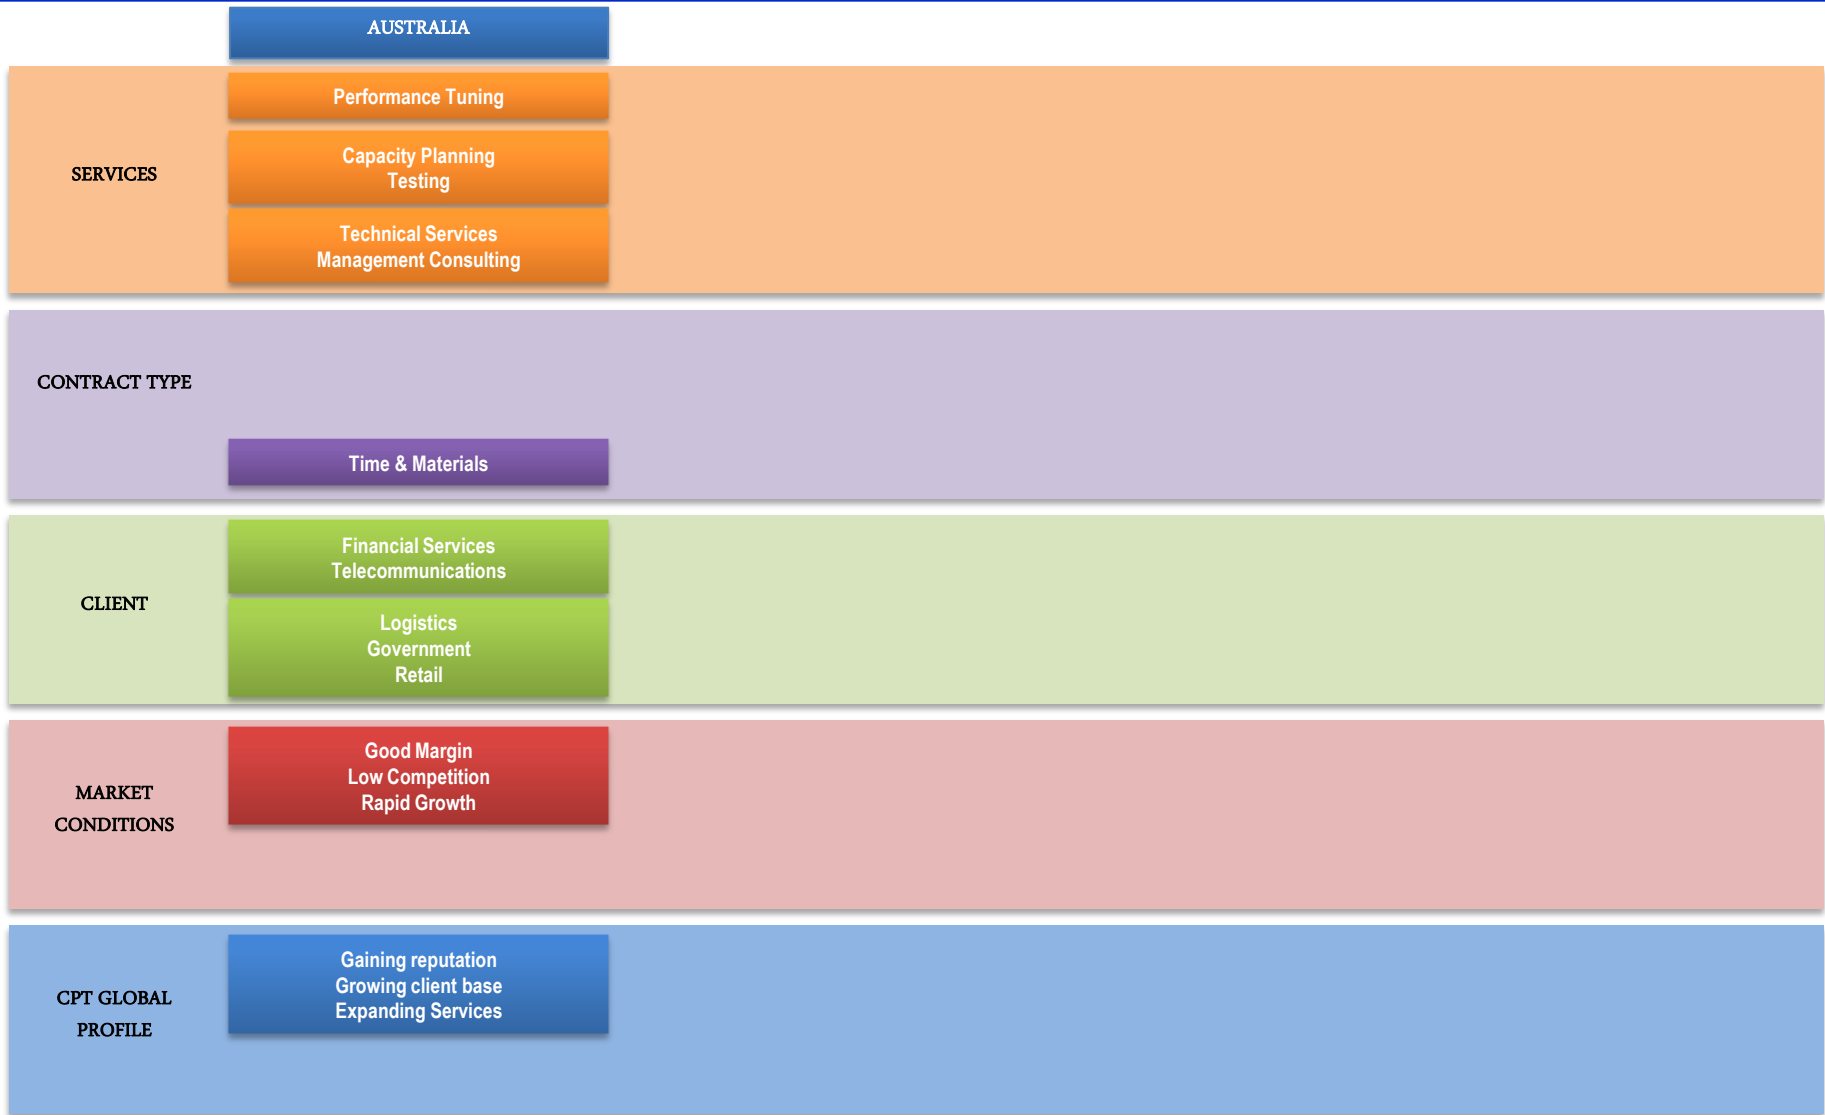 AUSTRALIA
SERVICES
Performance Tuning
Capacity Planning
Testing
Technical Services
Management Consulting
CONTRACT TYPE
Time & Materials
CLIENT
Financial Services
Telecommunications
Logistics
Government
Retail
MARKET
CONDITIONS
Good Margin
Low Competition
Rapid Growth
CPT GLOBAL
PROFILE
Gaining reputation
Growing client base
Expanding Services